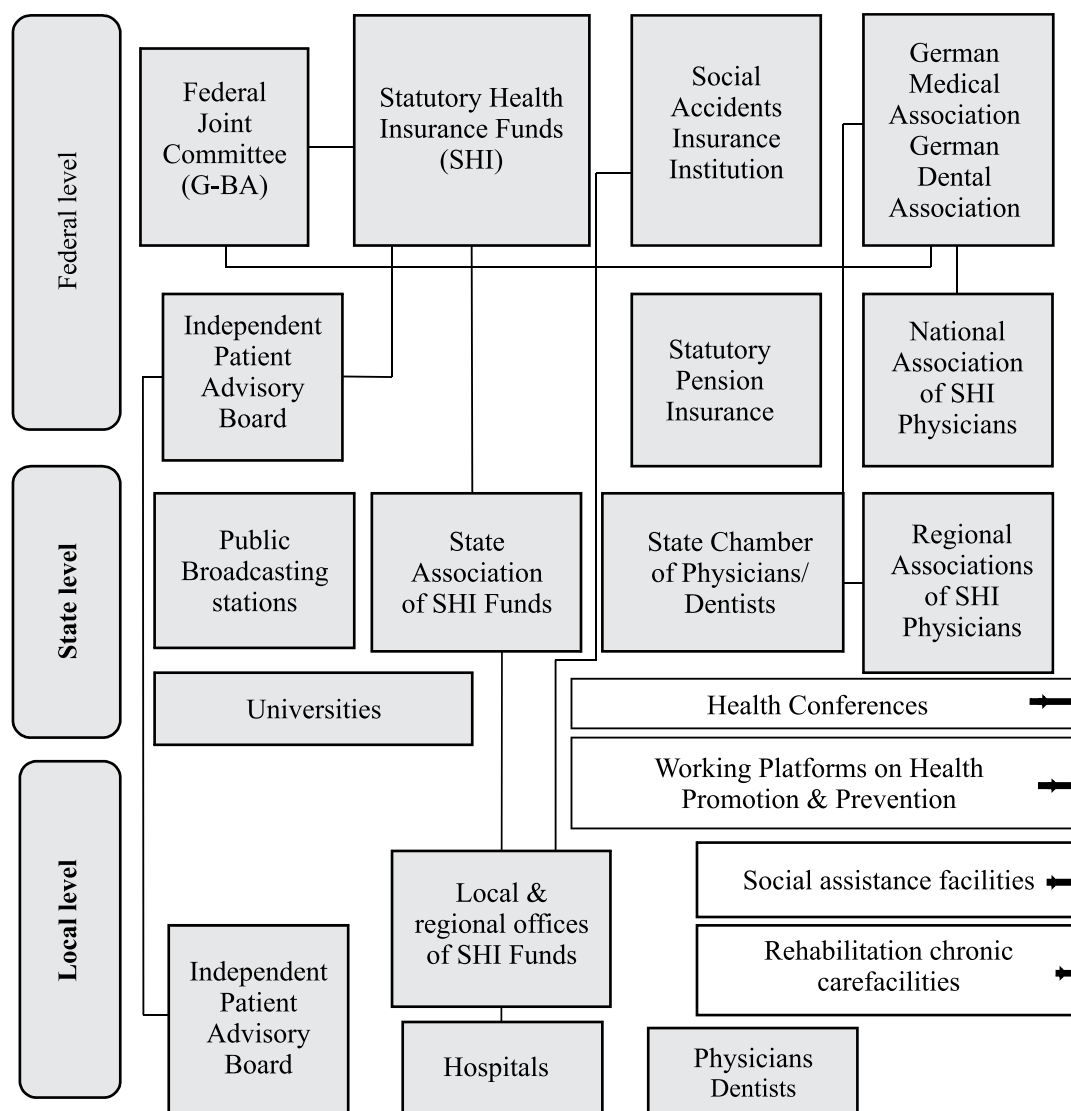 Federal level
Federal
Joint
Committee
(G-BA)
Statutory Health
Insurance Funds
(SHI)
Social
Accidents
Insurance
Institution
German
Medical
Association
German
Dental
Association
Independent
Patient
Advisory
Board
Statutory
Pension
Insurance
National
Association
of SHI
Physicians
State level
Public
Broadcasting
stations
State
Association
of SHI Funds
State Chamber
of Physicians/
Dentists
Regional
Associations
of SHI
Physicians
Universities
Health Conferences
Working Platforms on Health
Promotion & Prevention
Local level
Local &
regional offices
of SHI Funds
Social assistance facilities
Rehabilitation chronic
carefacilities
Independent
Patient
Advisory
Board
Hospitals
Physicians
Dentists